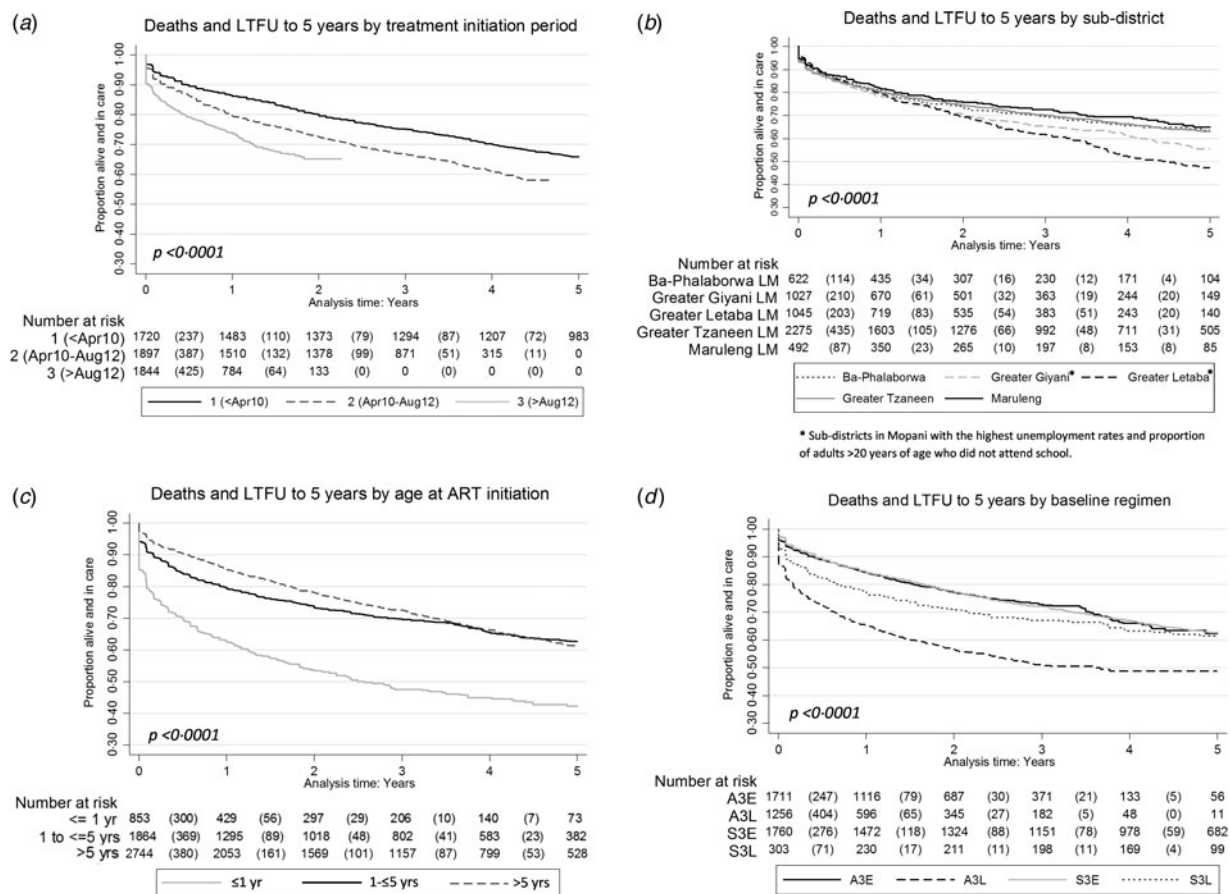 (a)
Deaths and LTFU to 5 years by treatment initiation period
Proportion alive and in care
1·00
0·90
0·80
0·70
0·60
0·50
0·40
0·30
p <0·0001
0 1 2 3 4 5
Analysis time: Years
Number at risk
1 (<Apr10) 1720 (237) 1483 (110) 1373 (79) 1294 (87) 1207 (72) 983
2 (Apr10-Aug12) 1897 (387) 1510 (132) 1378 (99) 871 (51) 315 (11) 0
3 (>Aug12) 1844 (425) 784 (64) 133 (0) 0 (0) 0 (0) 0
1 (<Apr10) 2 (Apr10-Aug12) 3 (>Aug12)
(b)
Deaths and LTFU to 5 years by sub-district
Proportion alive and in care
1·00
0·90
0·80
0·70
0·60
0·50
0·40
0·30
p <0·0001
0 1 2 3 4 5
Analysis time: Years
Number at risk
Ba-Phalaborwa LM 622 (114) 435 (34) 307 (16) 230 (12) 171 (4) 104
Greater Giyani LM 1027 (210) 670 (61) 501 (32) 363 (19) 244 (20) 149
Greater Letaba LM 1045 (203) 719 (83) 535 (54) 383 (51) 243 (20) 140
Greater Tzaneen LM 2275 (435) 1603 (105) 1276 (66) 992 (48) 711 (31) 505
Maruleng LM 492 (87) 350 (23) 265 (10) 197 (8) 153 (8) 85
Ba-Phalaborwa Greater Giyani* Greater Letaba*
Greater Tzaneen Maruleng
* Sub-districts in Mopani with the highest unemployment rates and proportion
of adults >20 years of age who did not attend school.
(c)
Deaths and LTFU to 5 years by age at ART initiation
Proportion alive and in care
1·00
0·90
0·80
0·70
0·60
0·50
0·40
0·30
p <0·0001
0 1 2 3 4 5
Analysis time: Years
Number at risk
<= 1 yr 853 (300) 429 (56) 297 (29) 206 (10) 140 (7) 73
1 to <=5 yrs 1864 (369) 1295 (89) 1018 (48) 802 (41) 583 (23) 382
>5 yrs 2744 (380) 2053 (161) 1569 (101) 1157 (87) 799 (53) 528
≤1 yr 1-≤5 yrs >5 yrs
(d)
Deaths and LTFU to 5 years by baseline regimen
Proportion alive and in care
1·00
0·90
0·80
0·70
0·60
0·50
0·40
0·30
p <0·0001
0 1 2 3 4 5
Analysis time: Years
Number at risk
A3E 1711 (247) 1116 (79) 687 (30) 371 (21) 133 (5) 56
A3L 1256 (404) 596 (65) 345 (27) 182 (5) 48 (0) 11
S3E 1760 (276) 1472 (118) 1324 (88) 1151 (78) 978 (59) 682
S3L 303 (71) 230 (17) 211 (11) 198 (11) 169 (4) 99
A3E A3L S3E S3L